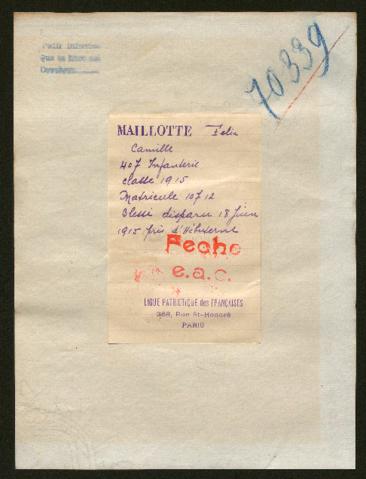 70339
MAILLOTTE Felix
Camille
407 Infanterie
classe 1915
Matricule 10712
Blessé disparu 18 Juin
1915 près d'Hébuterne
Feche
e.a.c.
LIGUE PATRIOTIQUE des FRANÇAISES
368, Rue St-Honoré
PARIS